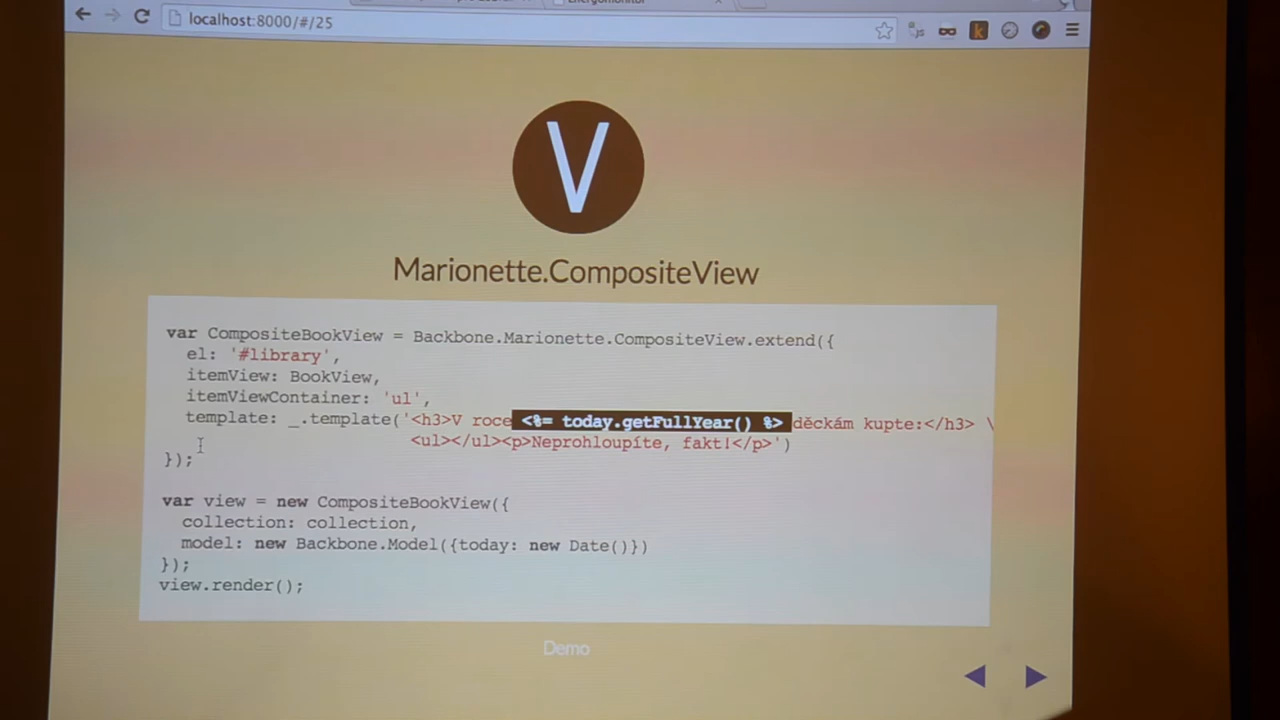 localhost:8000/#/25
V
Marionette.CompositeView
var CompositeBookView = Backbone.Marionette.CompositeView.extend({
el: '#library',
itemView: BookView,
itemViewContainer: 'ul',
template: _.template('<h3>V roce <%= today.getFullYear() %> děckám kupte:</h3> \
<ul></ul><p>Neprohloupíte, fakt!</p>')
});
var view = new CompositeBookView({
collection: collection,
model: new Backbone.Model({today: new Date()})
});
view.render();
Demo